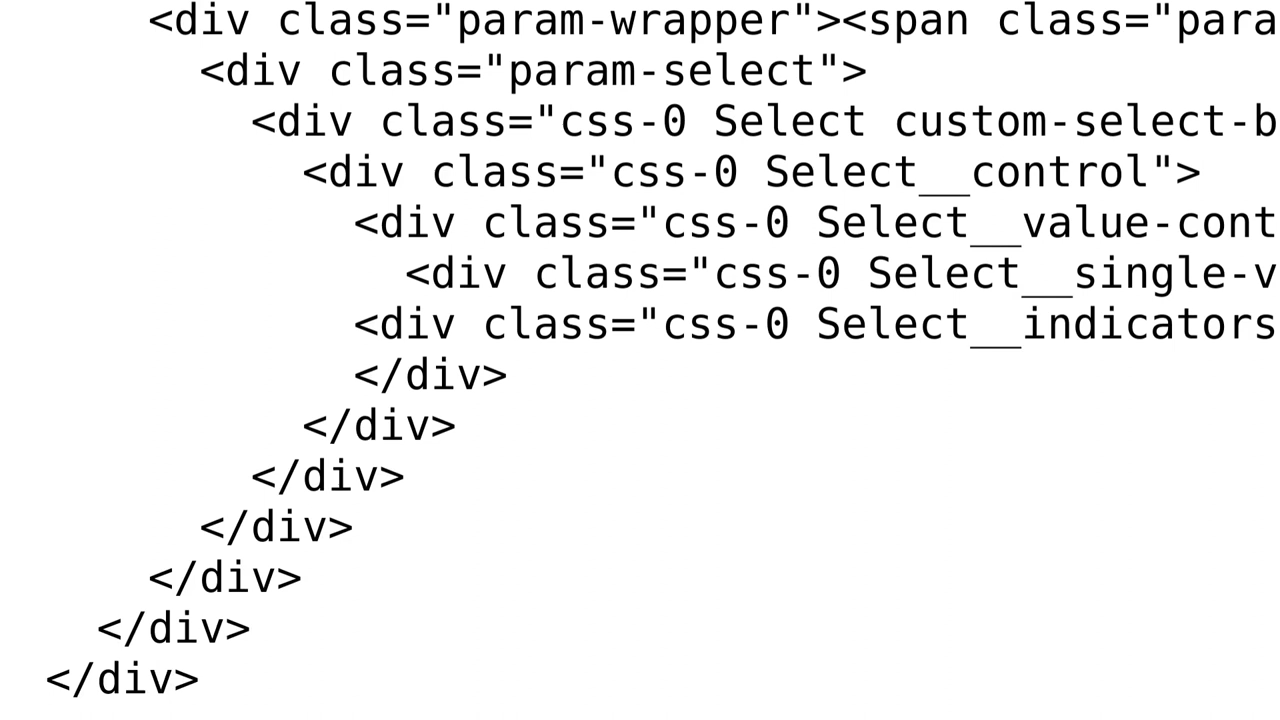 <div class="param-wrapper"><span class="para
<div class="param-select">
<div class="css-0 Select custom-select-b
<div class="css-0 Select__control">
<div class="css-0 Select__value-cont
<div class="css-0 Select__single-v
<div class="css-0 Select__indicators
</div>
</div>
</div>
</div>
</div>
</div>
</div>